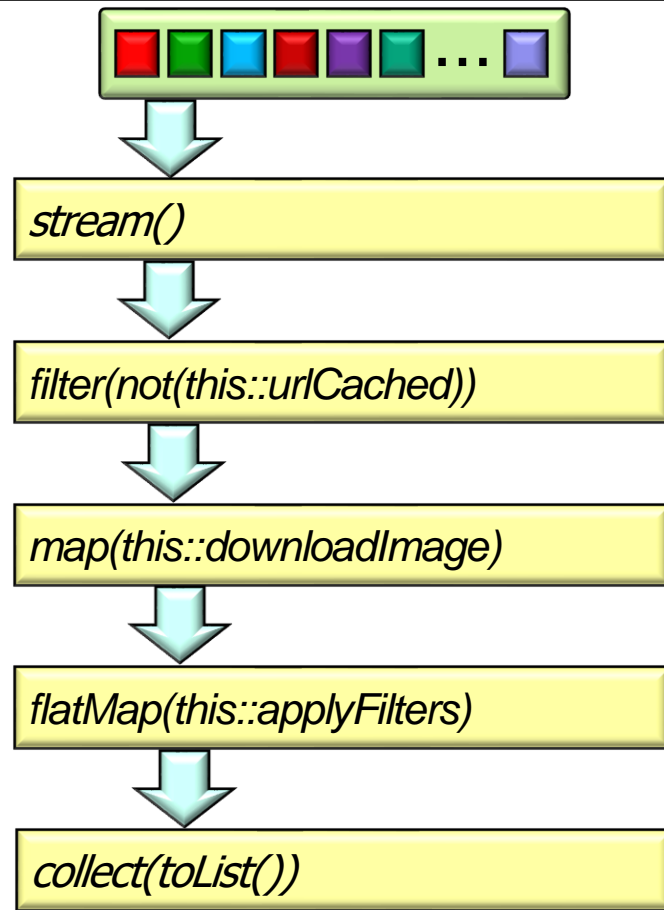 ...
stream()
filter(not(this::urlCached))
map(this::downloadImage)
flatMap(this::applyFilters)
collect(toList())